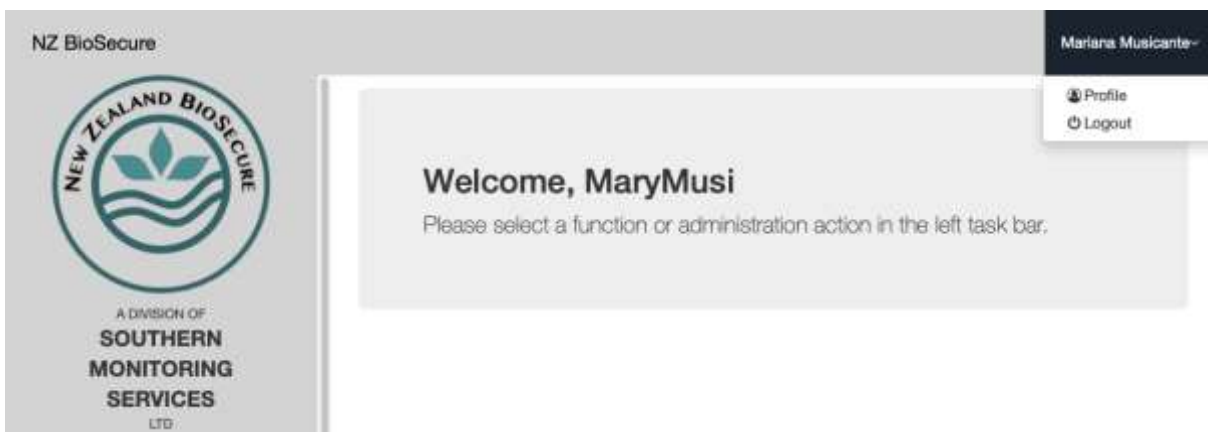 NZ BioSecure
Mariana Musicante
Profile
Logout
NEW ZEALAND BIOSECURE
A DIVISION OF
SOUTHERN
MONITORING
SERVICES
LTD
Welcome, MaryMusi
Please select a function or administration action in the left task bar.